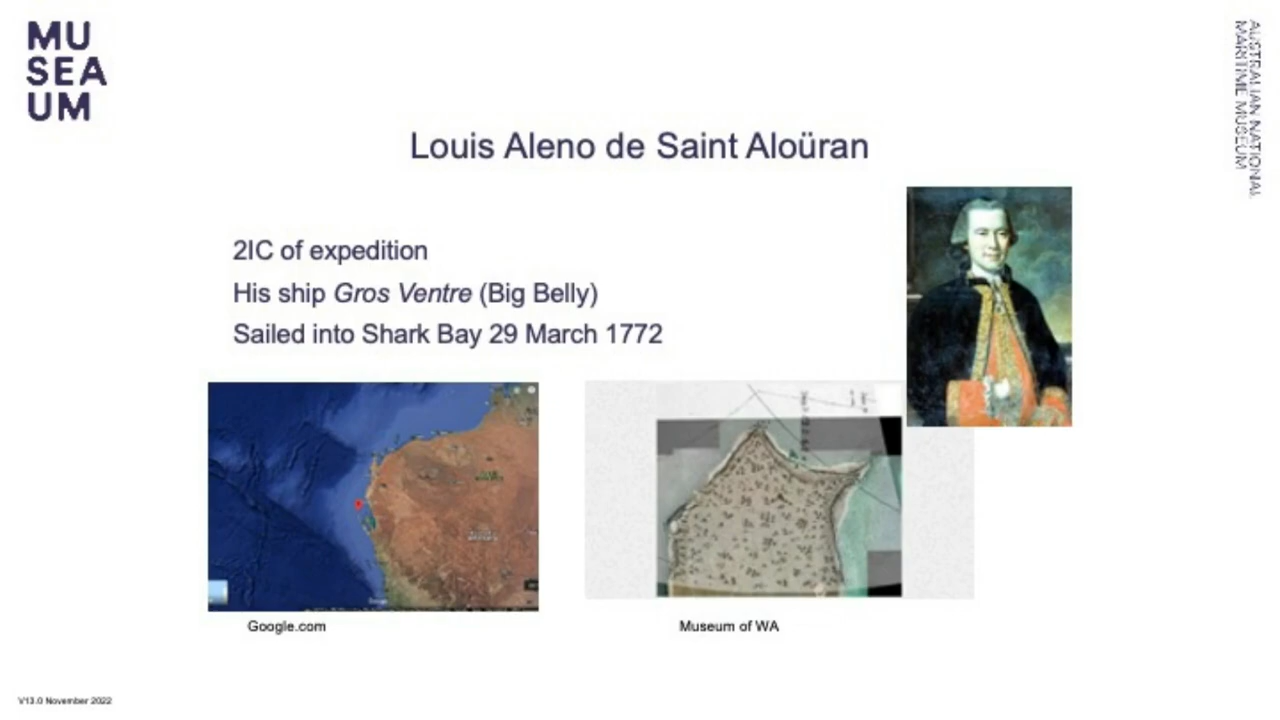 MU
SEA
UM
AUSTRALIAN NATIONAL
MARITIME MUSEUM
Louis Aleno de Saint Aloüran
2IC of expedition
His ship Gros Ventre (Big Belly)
Sailed into Shark Bay 29 March 1772
Google.com
Museum of WA
V13.0 November 2022